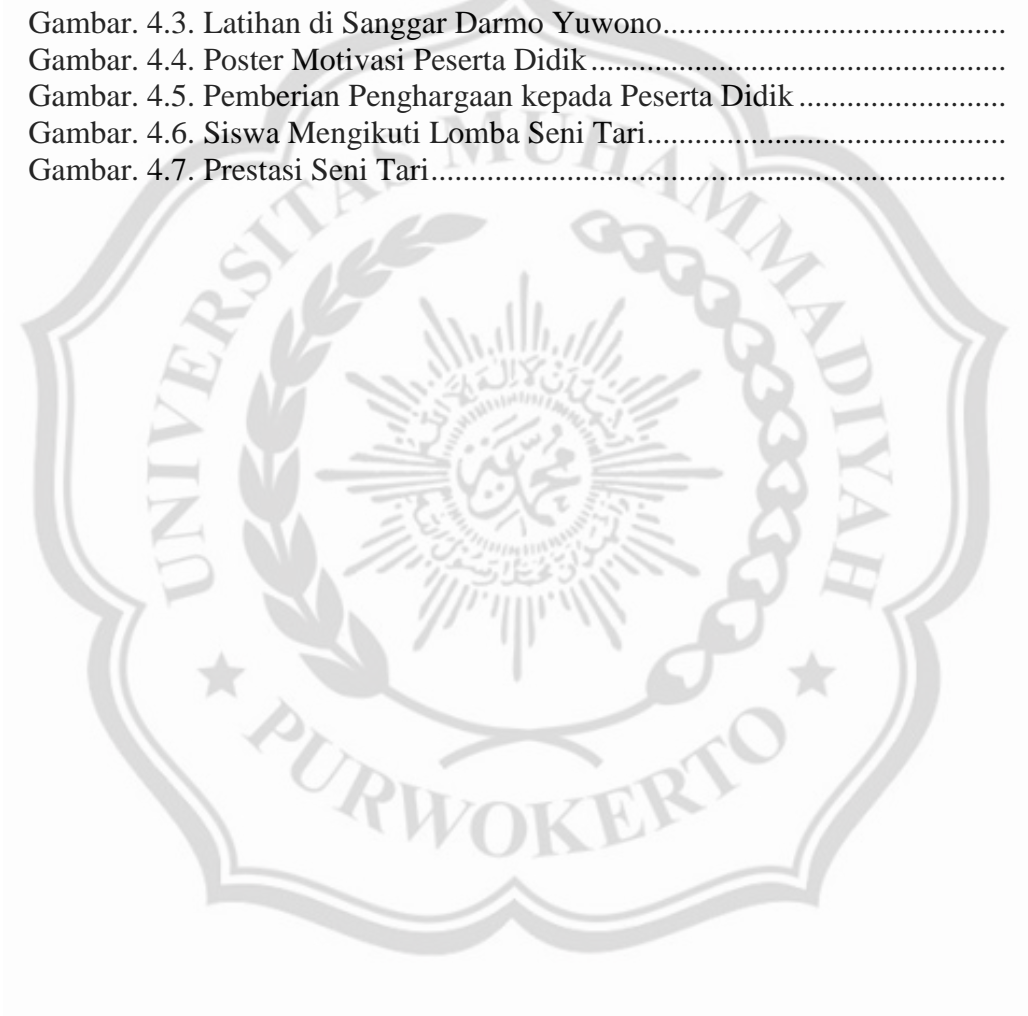 Gambar. 4.3. Latihan di Sanggar Darmo Yuwono...........................................
Gambar. 4.4. Poster Motivasi Peserta Didik....................................................
Gambar. 4.5. Pemberian Penghargaan kepada Peserta Didik..........................
Gambar. 4.6. Siswa Mengikuti Lomba Seni Tari.............................................
Gambar. 4.7. Prestasi Seni Tari........................................................................
UNIVERSITAS MUHAMMADIYAH
محمدية
PURWOKERTO